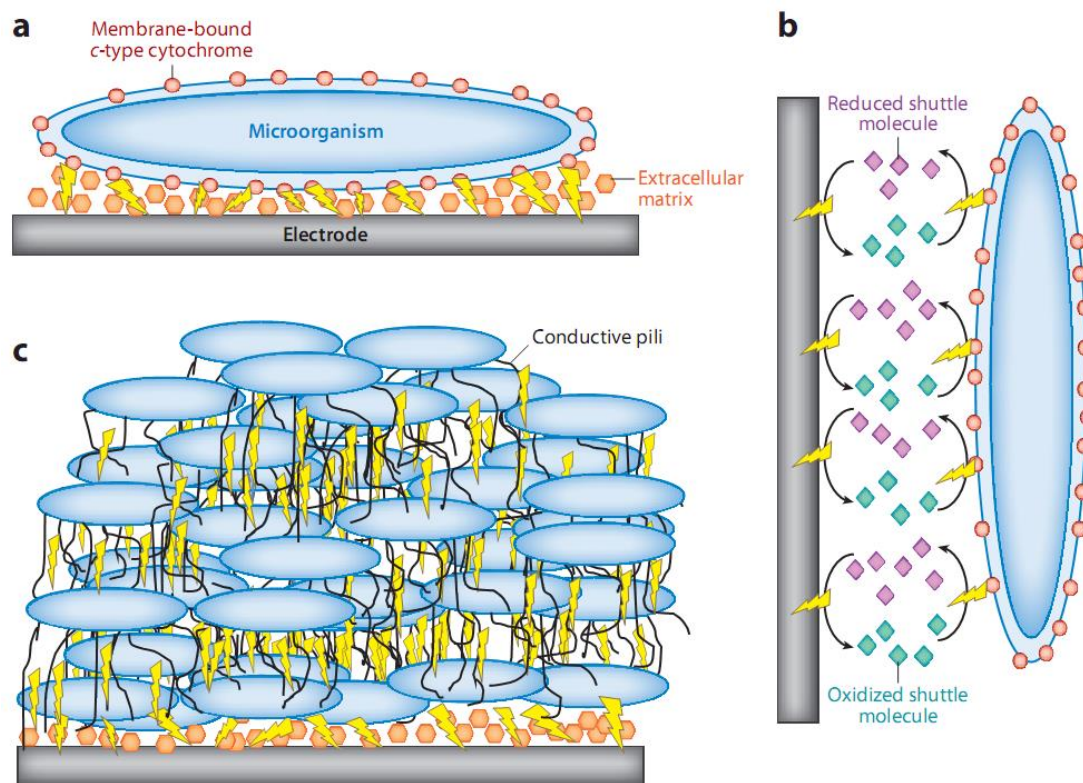 a
Membrane-bound
c-type cytochrome
Microorganism
Extracellular
matrix
Electrode
b
Reduced shuttle
molecule
Oxidized shuttle
molecule
c
Conductive pili